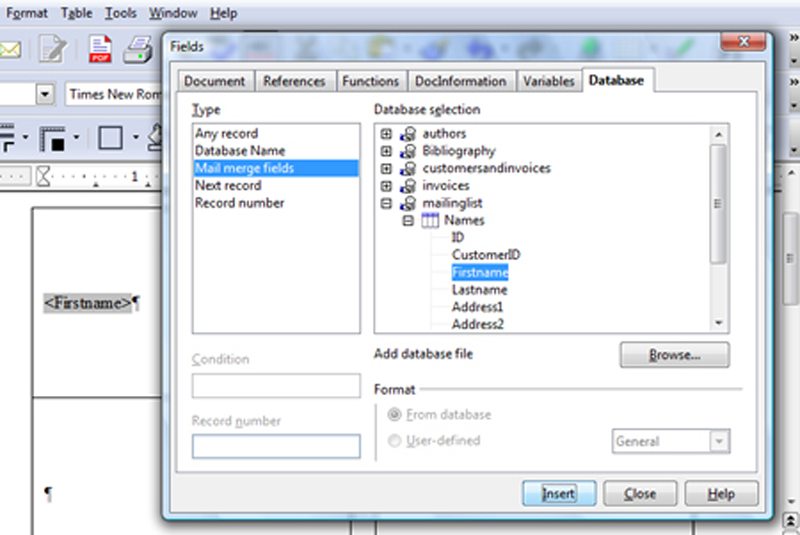 Format Table Tools Window Help
PDF
Times New Rom
1
<Firstname>¶
¶
Fields
Document References Functions DocInformation Variables Database
Type
Any record
Database Name
Mail merge fields
Next record
Record number
Condition
Record number
Database selection
authors
Bibliography
customersandinvoices
invoices
mailinglist
Names
ID
CustomerID
Firstname
Lastname
Address1
Address2
Add database file
Browse...
Format
From database
User-defined
General
Insert Close Help